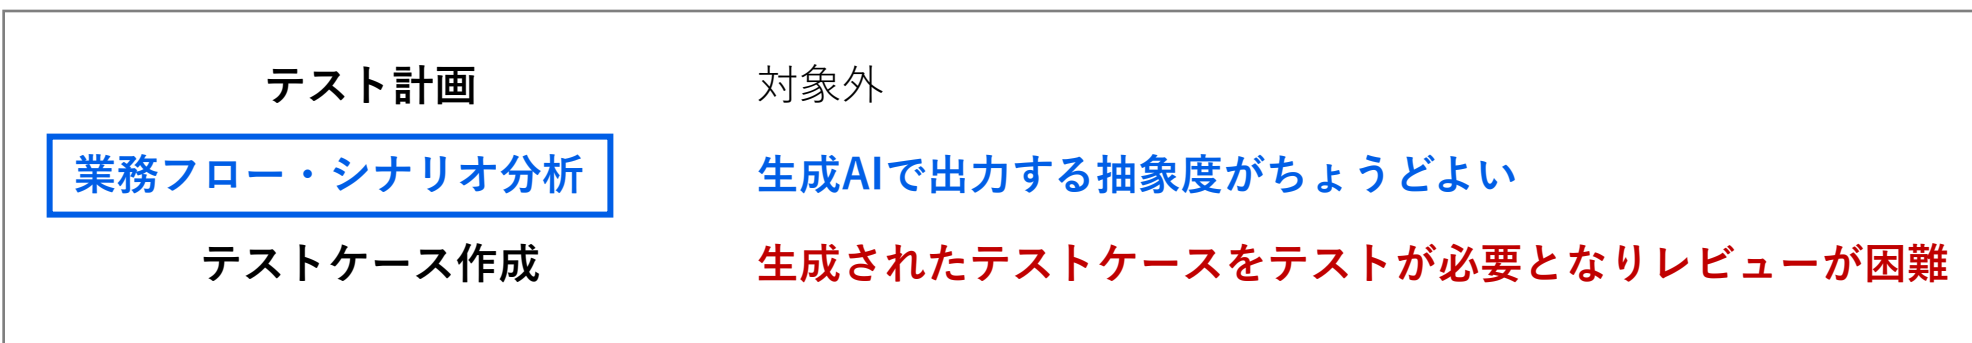 テスト計画 対象外
業務フロー・シナリオ分析 生成AIで出力する抽象度がちょうどよい
テストケース作成 生成されたテストケースをテストが必要となりレビューが困難